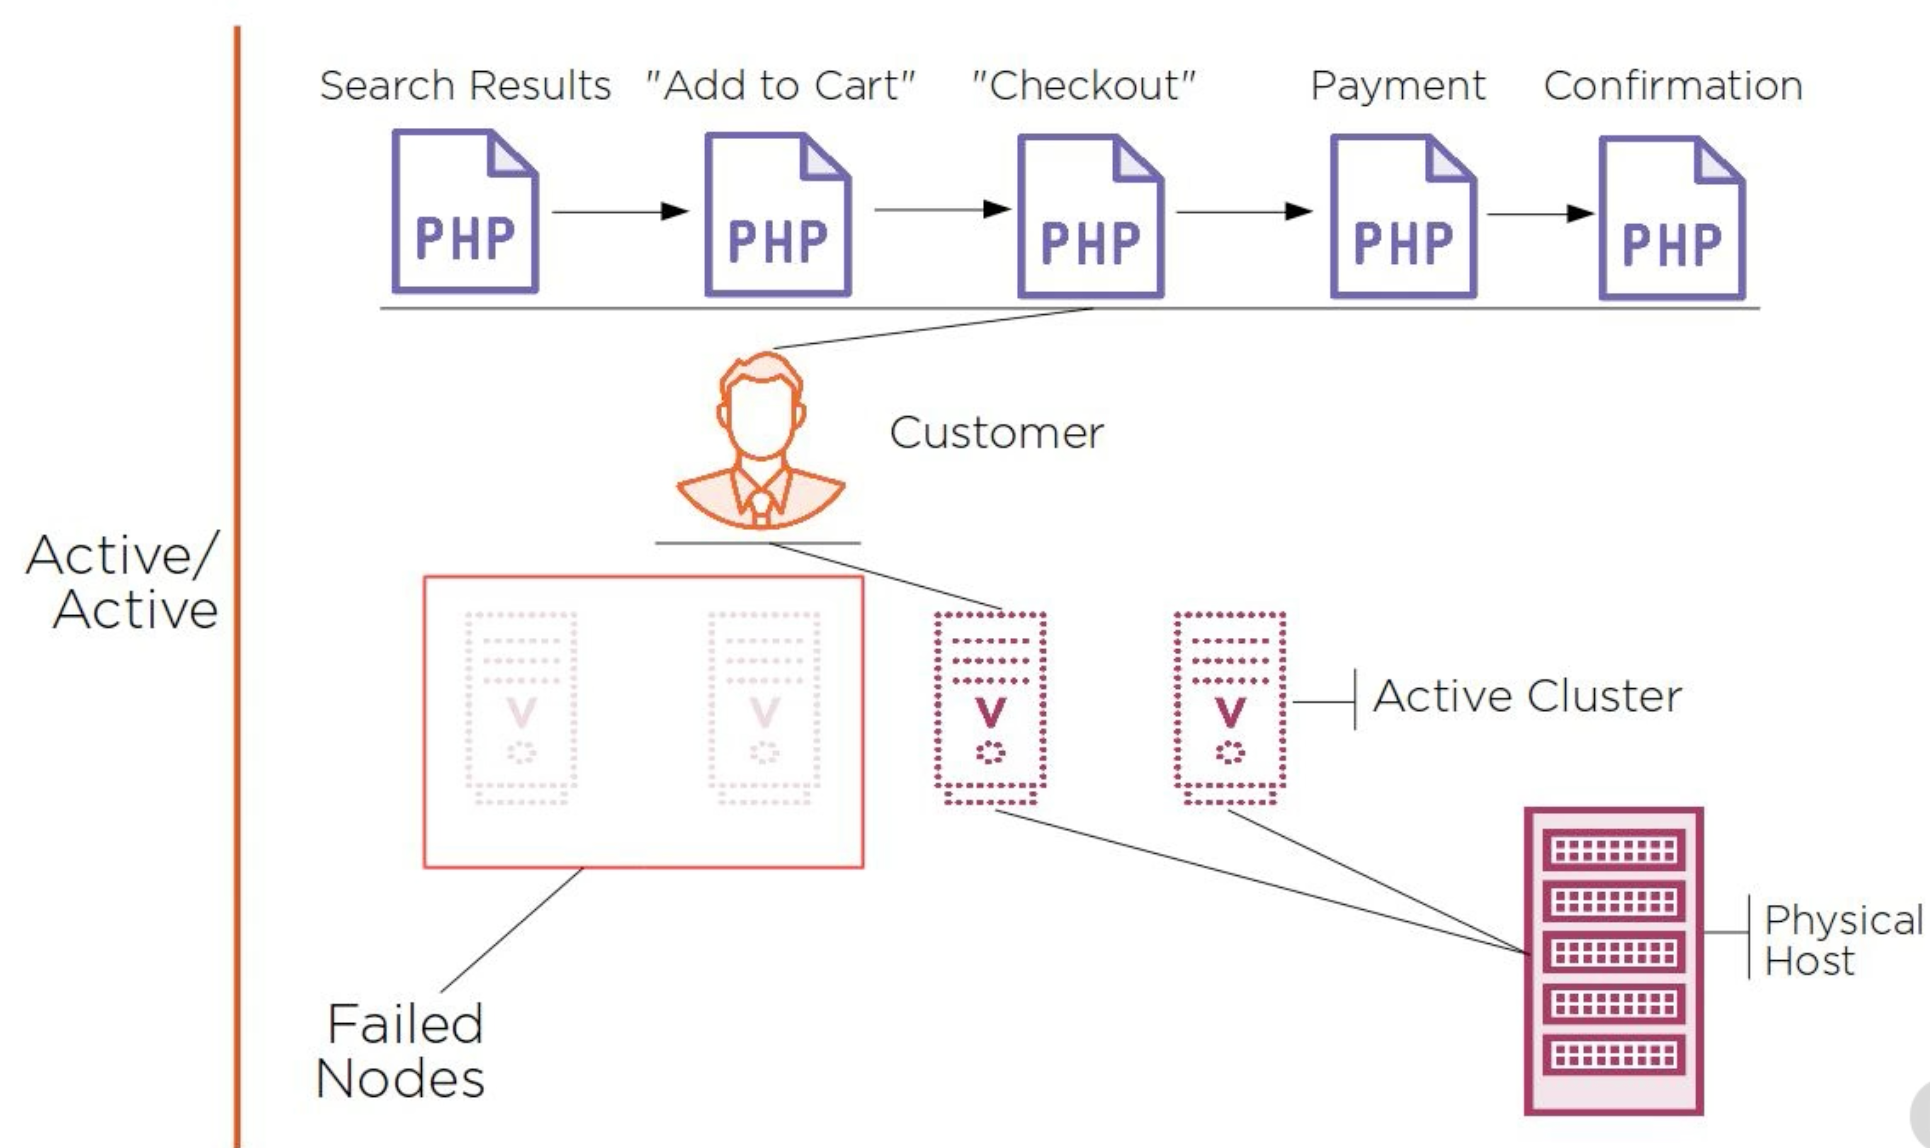 Search Results "Add to Cart" "Checkout" Payment Confirmation
PHP PHP PHP PHP PHP
Customer
Active/
Active
V V V V
Active Cluster
Physical
Host
Failed
Nodes